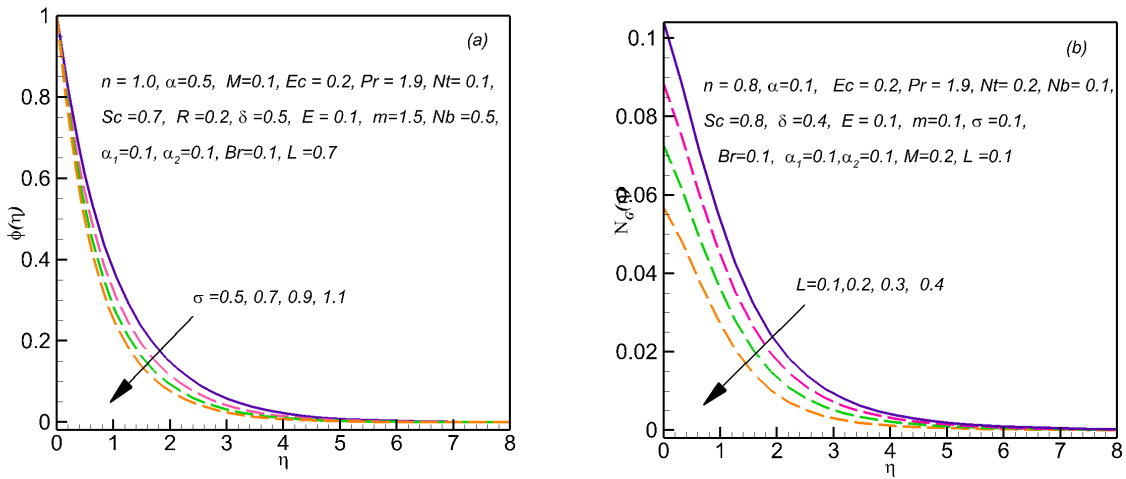 (a)
n = 1.0, α=0.5, M=0.1, Ec = 0.2, Pr = 1.9, Nt= 0.1,
Sc =0.7, R =0.2, δ =0.5, E = 0.1, m=1.5, Nb =0.5,
α1=0.1, α2=0.1, Br=0.1, L =0.7
σ =0.5, 0.7, 0.9, 1.1
ϕ(η)
1
0.8
0.6
0.4
0.2
0
0 1 2 3 4 5 6 7 8
η
(b)
n = 0.8, α=0.1, Ec = 0.2, Pr = 1.9, Nt= 0.2, Nb= 0.1,
Sc =0.8, δ =0.4, E = 0.1, m=0.1, σ =0.1,
Br=0.1, α1=0.1,α2=0.1, M=0.2, L =0.1
L=0.1,0.2, 0.3, 0.4
NG(η)
0.1
0.08
0.06
0.04
0.02
0
0 1 2 3 4 5 6 7 8
η